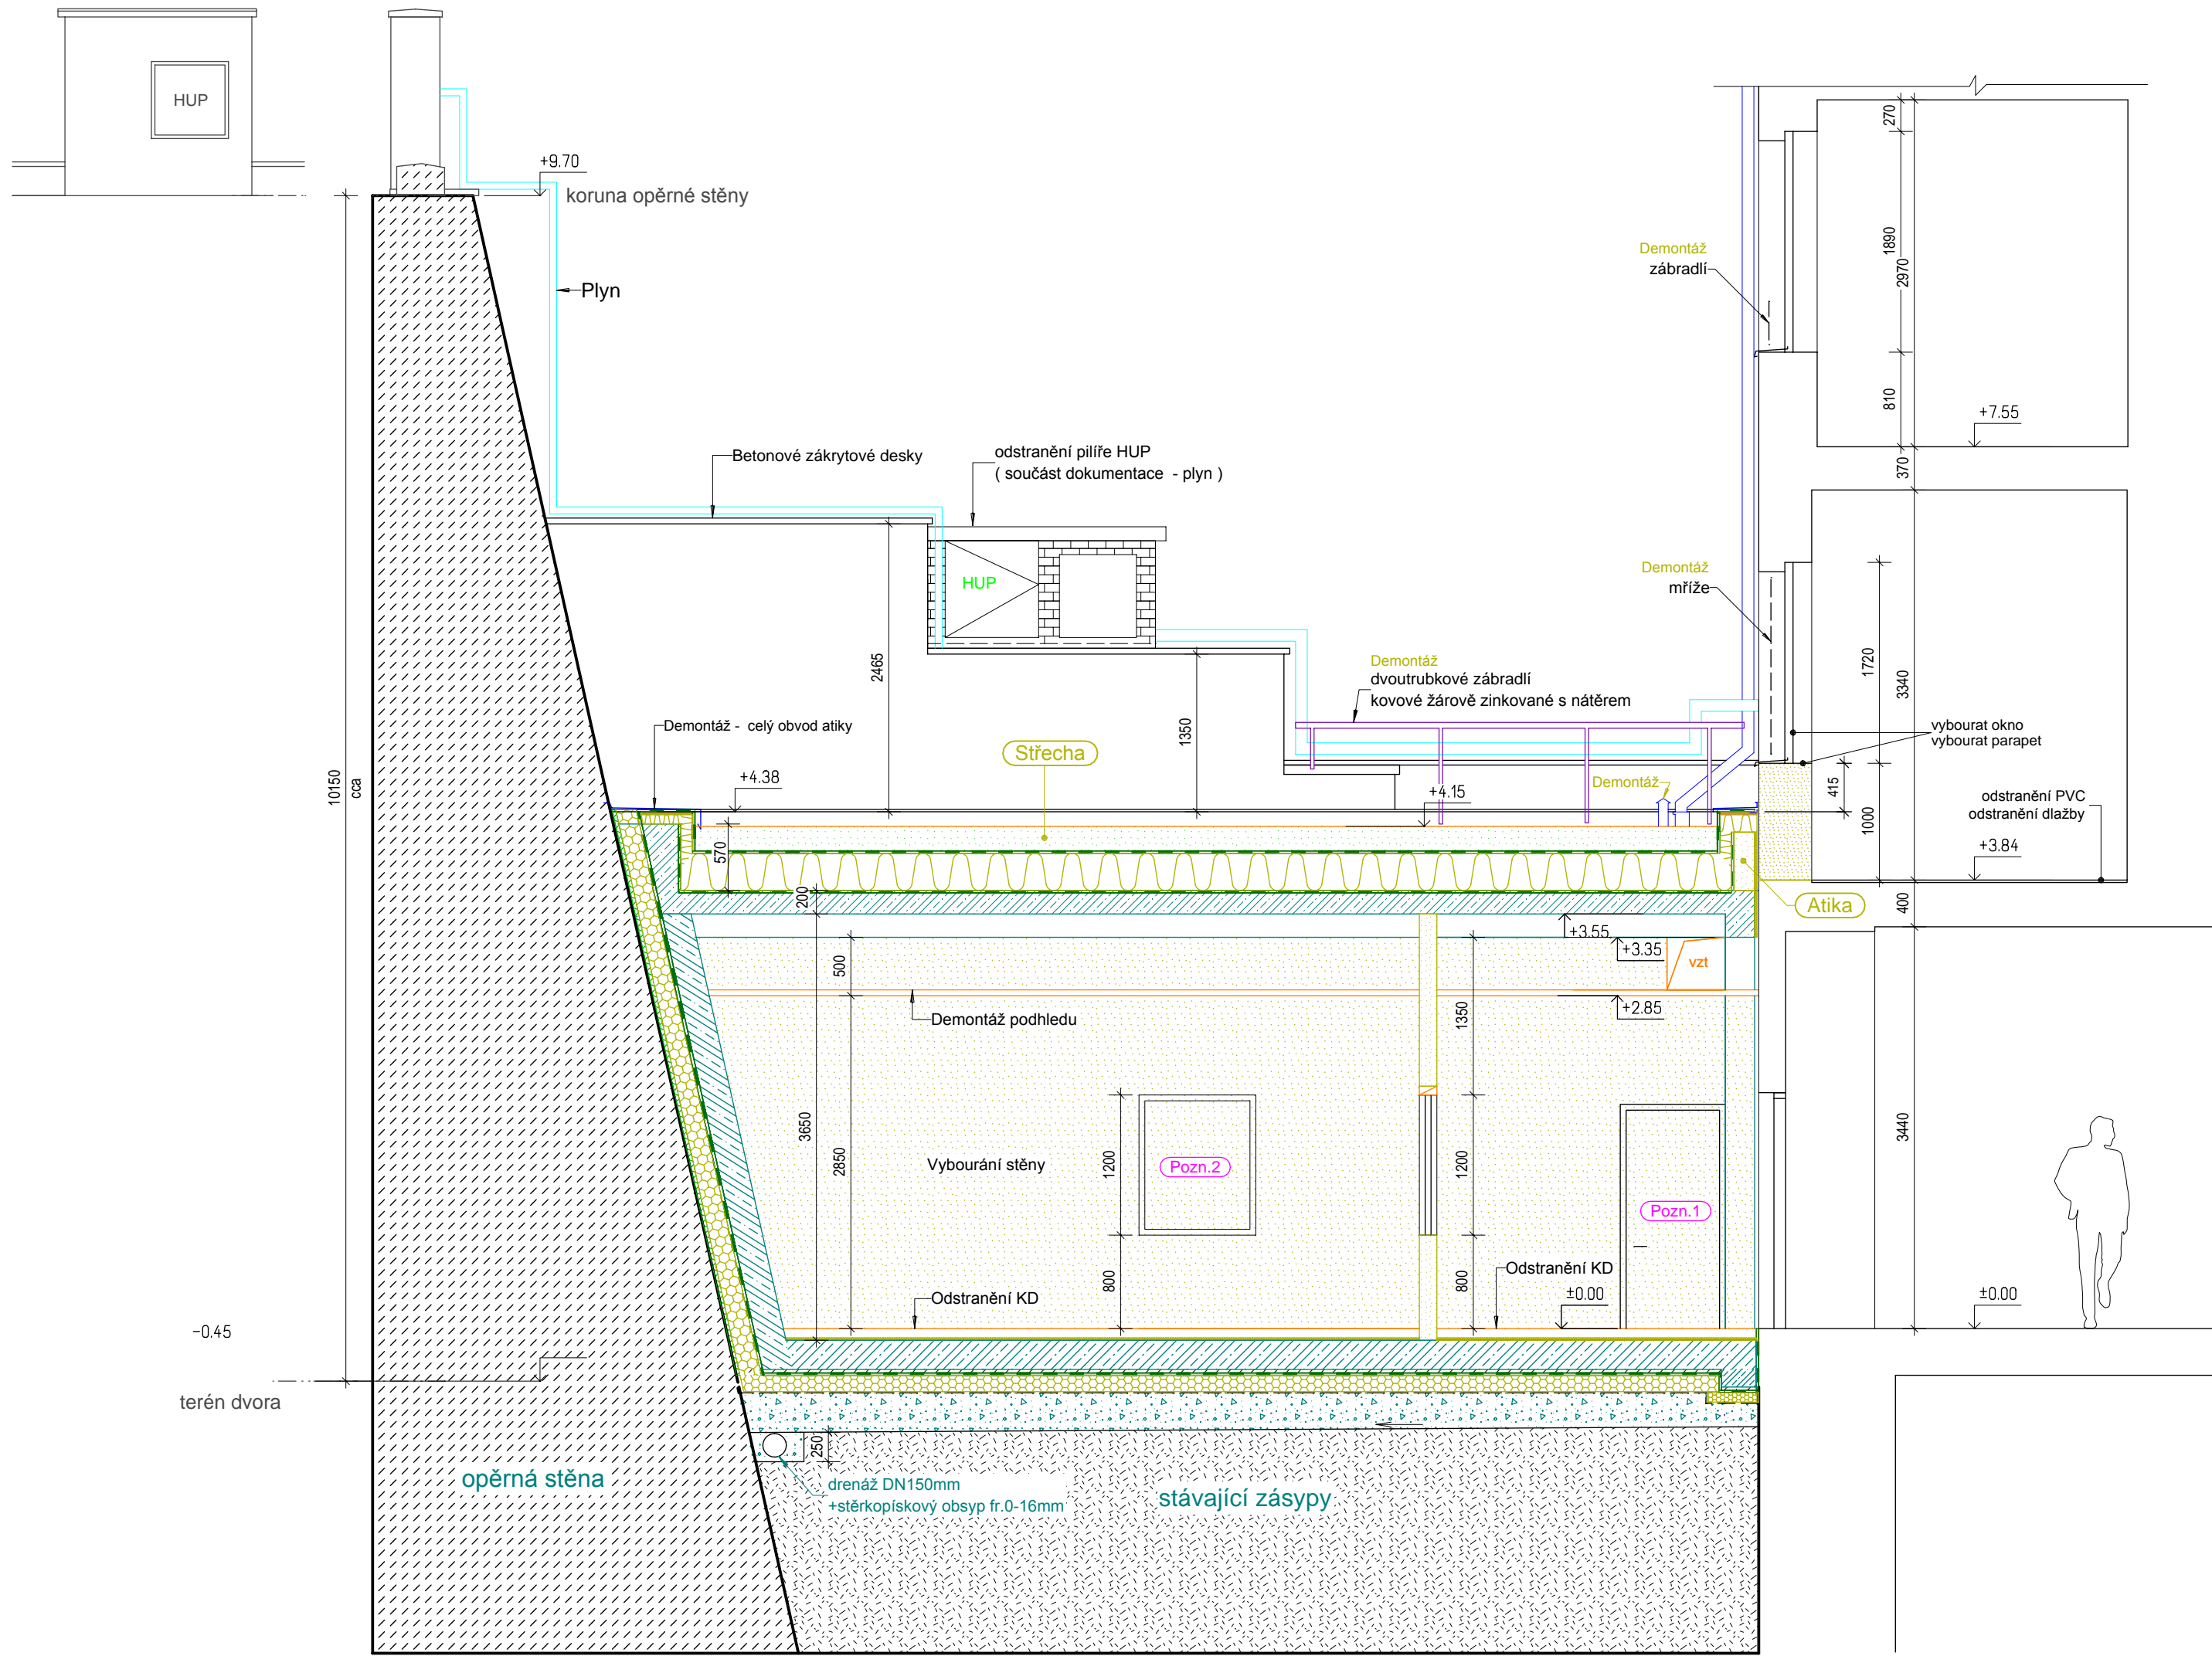 HUP
+9.70
koruna opěrné stěny
Plyn
270
1890
2970
810
Demontáž
zábradlí
+7.55
370
Betonové zákrytové desky
odstranění pilíře HUP
( součást dokumentace - plyn )
HUP
Demontáž
mříže
1720
3340
2465
1350
Demontáž
dvoutrubkové zábradlí
kovové žárově zinkované s nátěrem
vybourat okno
vybourat parapet
Demontáž - celý obvod atiky
Střecha
10150
cca
+4.38
+4.15
Demontáž
415
1000
odstranění PVC
odstranění dlažby
+3.84
570
200
Atika
400
+3.55
+3.35
vzt
500
+2.85
1350
Demontáž podhledu
3650
2850
Vybourání stěny
1200
Pozn.2
1200
Pozn.1
3440
800
800
Odstranění KD
Odstranění KD
±0.00
±0.00
-0.45
terén dvora
250
opěrná stěna
drenáž DN150mm
+stěrkopískový obsyp fr.0-16mm
stávající zásypy